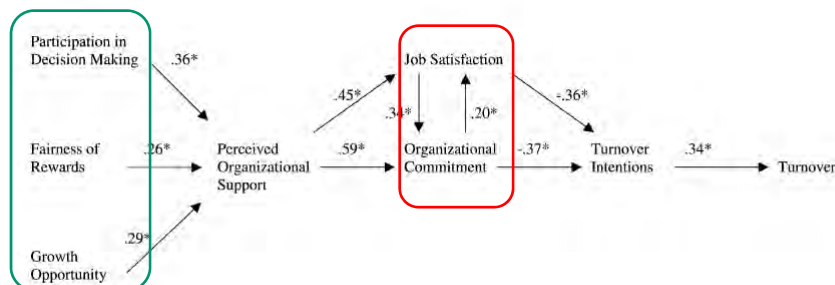 Participation in
Decision Making
.36*
Job Satisfaction
.45*
.34*
.20*
-.36*
Fairness of
Rewards
.26*
Perceived
Organizational
Support
.59*
Organizational
Commitment
-.37*
Turnover
Intentions
.34*
Turnover
.29*
Growth
Opportunity